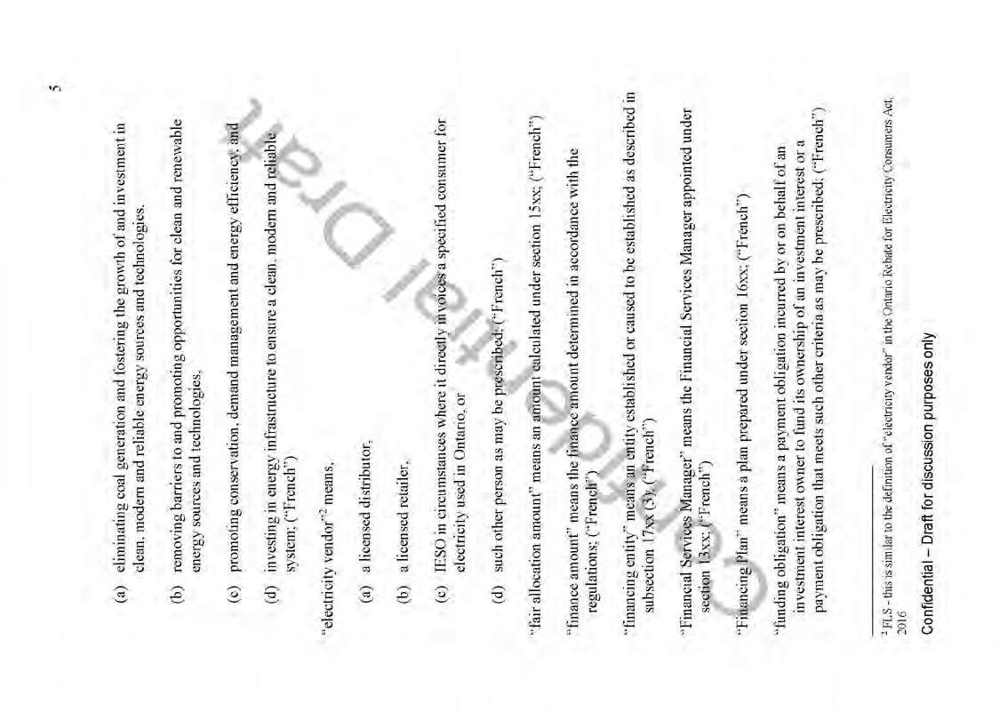 5
(a) eliminating coal generation and fostering the growth of and investment in
clean, modern and reliable energy sources and technologies.
(b) removing barriers to and promoting opportunities for clean and renewable
energy sources and technologies,
(c) promoting conservation, demand management and energy efficiency, and
(d) investing in energy infrastructure to ensure a clean, modern and reliable
system; (“French”)
“electricity vendor”² means,
(a) a licensed distributor,
(b) a licensed retailer,
(c) IESO in circumstances where it directly invoices a specified consumer for
electricity used in Ontario, or
(d) such other person as may be prescribed; (“French”)
“fair allocation amount” means an amount calculated under section 15xx; (“French”)
“finance amount” means the finance amount determined in accordance with the
regulations; (“French”)
“financing entity” means an entity established or caused to be established as described in
subsection 17xx (3); (“French”)
“Financial Services Manager” means the Financial Services Manager appointed under
section 13xx; (“French”)
“Financing Plan” means a plan prepared under section 16xx; (“French”)
“funding obligation” means a payment obligation incurred by or on behalf of an
investment interest owner to fund its ownership of an investment interest or a
payment obligation that meets such other criteria as may be prescribed; (“French”)
² FLS - this is similar to the definition of “electricity vendor” in the Ontario Rebate for Electricity Consumers Act,
2016
Confidential – Draft for discussion purposes only
Confidential Draft